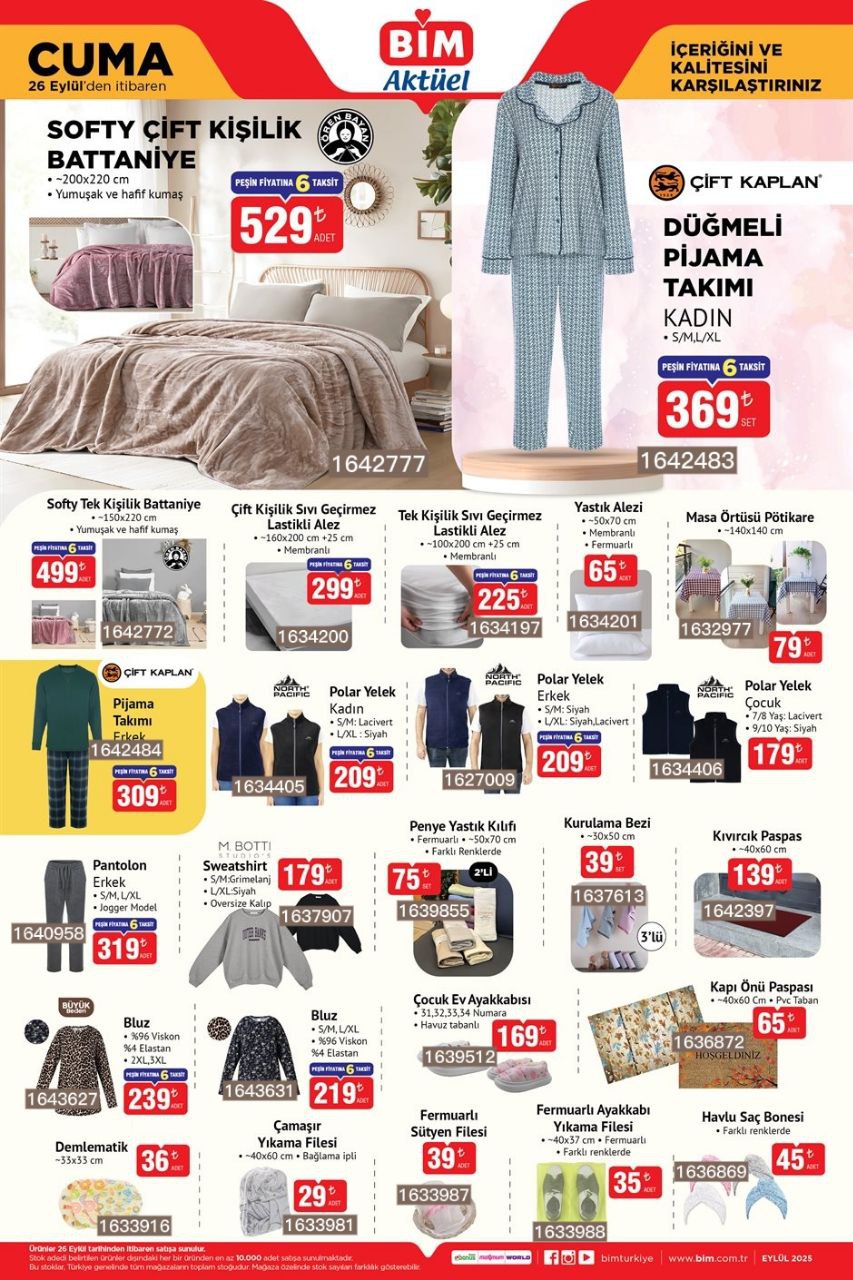 CUMA
26 Eylül'den itibaren
BİM
Aktüel
İÇERİĞİNİ VE
KALİTESİNİ
KARŞILAŞTIRINIZ
SOFTY ÇİFT KİŞİLİK
BATTANİYE
• ~200x220 cm
• Yumuşak ve hafif kumaş
ÖREN BAYAN
PEŞİN FİYATINA 6 TAKSİT
529₺
ADET
1642777
ÇİFT KAPLAN®
DÜĞMELİ
PİJAMA
TAKIMI
KADIN
• S/M,L/XL
PEŞİN FİYATINA 6 TAKSİT
369₺
SET
1642483
Softy Tek Kişilik Battaniye
• ~150x220 cm
• Yumuşak ve hafif kumaş
PEŞİN FİYATINA 6 TAKSİT
499₺
ADET
1642772
Çift Kişilik Sıvı Geçirmez
Lastikli Alez
• ~160x200 cm +25 cm
• Membranlı
PEŞİN FİYATINA 6 TAKSİT
299₺
ADET
1634200
Tek Kişilik Sıvı Geçirmez
Lastikli Alez
• ~100x200 cm +25 cm
• Membranlı
PEŞİN FİYATINA 6 TAKSİT
225₺
ADET
1634197
Yastık Alezi
• ~50x70 cm
• Membranlı
• Fermuarlı
65₺
ADET
1634201
Masa Örtüsü Pötikare
• ~140x140 cm
1632977
79₺
ADET
ÇİFT KAPLAN®
Pijama
Takımı
Erkek
1642484
PEŞİN FİYATINA 6 TAKSİT
309₺
ADET
NORTH
PACIFIC
Polar Yelek
Kadın
• S/M: Lacivert
• L/XL : Siyah
PEŞİN FİYATINA 6 TAKSİT
209₺
ADET
1634405
NORTH
PACIFIC
Polar Yelek
Erkek
• S/M: Siyah
• L/XL: Siyah,Lacivert
PEŞİN FİYATINA 6 TAKSİT
209₺
ADET
1627009
NORTH
PACIFIC
Polar Yelek
Çocuk
• 7/8 Yaş: Lacivert
• 9/10 Yaş: Siyah
179₺
ADET
1634406
Pantolon
Erkek
• S/M, L/XL
• Jogger Model
PEŞİN FİYATINA 6 TAKSİT
319₺
ADET
1640958
M. BOTTI
STUDIO'S
Sweatshirt
• S/M:Grimelanj
• L/XL:Siyah
• Oversize Kalıp
179₺
ADET
1637907
Penye Yastık Kılıfı
• Fermuarlı • ~50x70 cm
• Farklı Renklerde
75₺
ADET
2'Lİ
1639855
Kurulama Bezi
• ~30x50 cm
39₺
SET
1637613
3'lü
Kıvırcık Paspas
• ~40x60 cm
139₺
ADET
1642397
BÜYÜK
Beden
Bluz
• %96 Viskon
%4 Elastan
• 2XL,3XL
PEŞİN FİYATINA 6 TAKSİT
239₺
ADET
1643627
Bluz
• S/M,L/XL
• %96 Viskon
%4 Elastan
PEŞİN FİYATINA 6 TAKSİT
219₺
ADET
1643631
Çocuk Ev Ayakkabısı
• 31,32,33,34 Numara
• Havuz tabanlı
169₺
ADET
1639512
Kapı Önü Paspası
• ~40x60 Cm • Pvc Taban
65₺
ADET
1636872
HOŞGELDİNİZ
Demlematik
~33x33 cm
36₺
ADET
1633916
Çamaşır
Yıkama Filesi
• ~40x60 cm • Bağlama ipli
29₺
ADET
1633981
Fermuarlı
Sütyen Filesi
39₺
ADET
1633987
Fermuarlı Ayakkabı
Yıkama Filesi
• ~40x37 cm • Fermuarlı
• Farklı renklerde
35₺
ADET
1633988
Havlu Saç Bonesi
• Farklı renklerde
45₺
ADET
1636869
Ürünler 26 Eylül tarihinden itibaren satışa sunulur.
Stok adedi belirtilen ürünler dışındaki her bir üründen en az 10.000 adet satışa sunulmaktadır.
Bu stoklar, Türkiye genelinde tüm mağazaların toplam stoğudur. Mağaza özelinde stok sayıları farklılık gösterebilir.
bonus
maximum
WORLD
bimturkiye
www.bim.com.tr
EYLÜL 2025